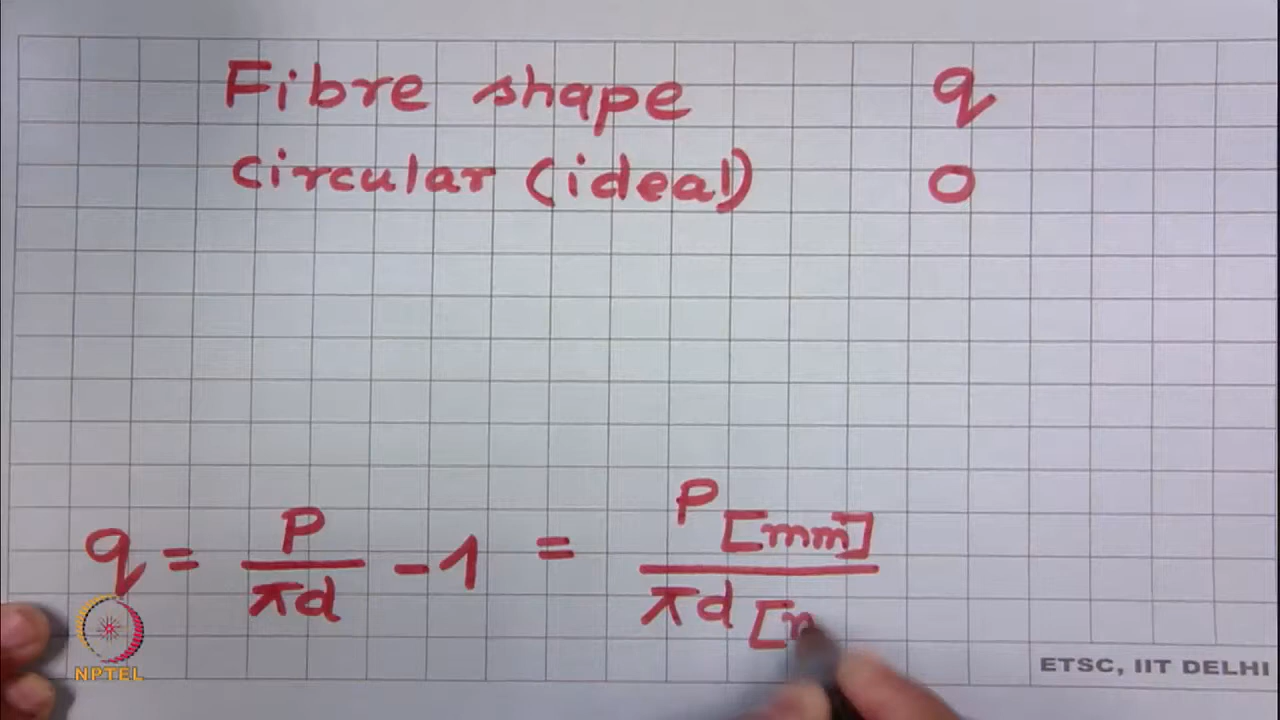 Fibre shape q
Circular (ideal) 0
q = P / πd - 1 = P [mm] / πd [m
NPTEL
ETSC, IIT DELHI